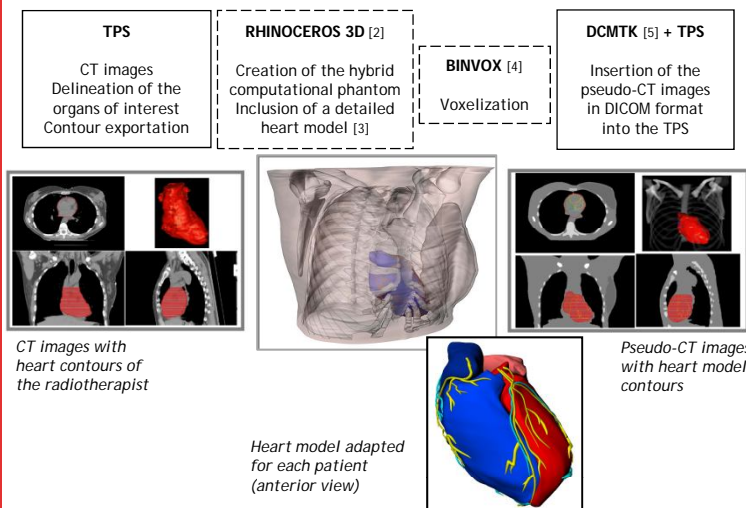 TPS
CT images
Delineation of the
organs of interest
Contour exportation
RHINOCEROS 3D [2]
Creation of the hybrid
computational phantom
Inclusion of a detailed
heart model [3]
BINVOX [4]
Voxelization
DCMTK [5] + TPS
Insertion of the
pseudo-CT images
in DICOM format
into the TPS
CT images with
heart contours of
the radiotherapist
Pseudo-CT images
with heart model
contours
Heart model adapted
for each patient
(anterior view)